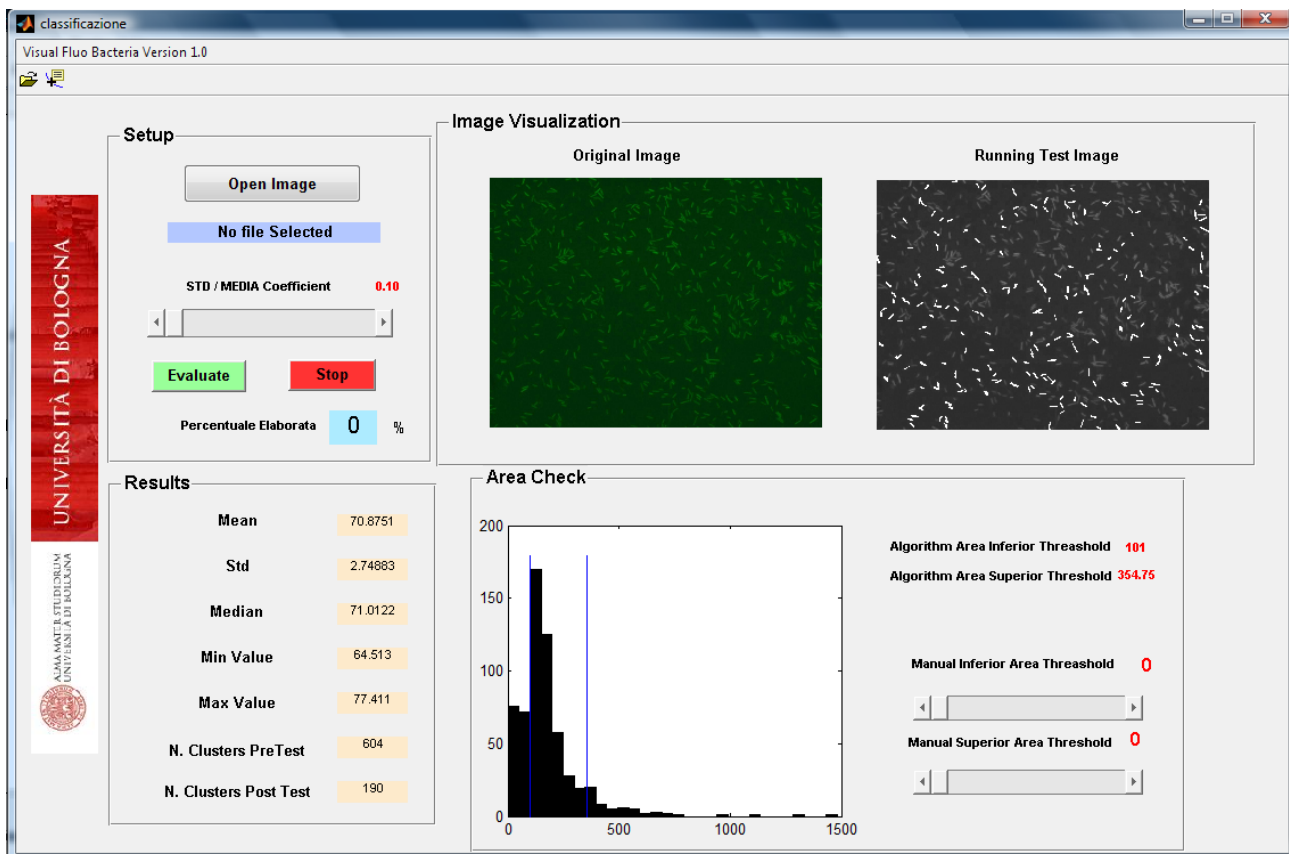 classificazione
Visual Fluo Bacteria Version 1.0
UNIVERSITÀ DI BOLOGNA
ALMA MATER STUDIORUM
UNIVERSITÀ DI BOLOGNA
Setup
Open Image
No file Selected
STD / MEDIA Coefficient 0.10
Evaluate Stop
Percentuale Elaborata 0 %
Image Visualization
Original Image Running Test Image
Results
Mean 70.8751
Std 2.74883
Median 71.0122
Min Value 64.513
Max Value 77.411
N. Clusters PreTest 604
N. Clusters Post Test 190
Area Check
200
150
100
50
0
0 500 1000 1500
Algorithm Area Inferior Threashold 101
Algorithm Area Superior Threshold 354.75
Manual Inferior Area Threashold 0
Manual Superior Area Threshold 0